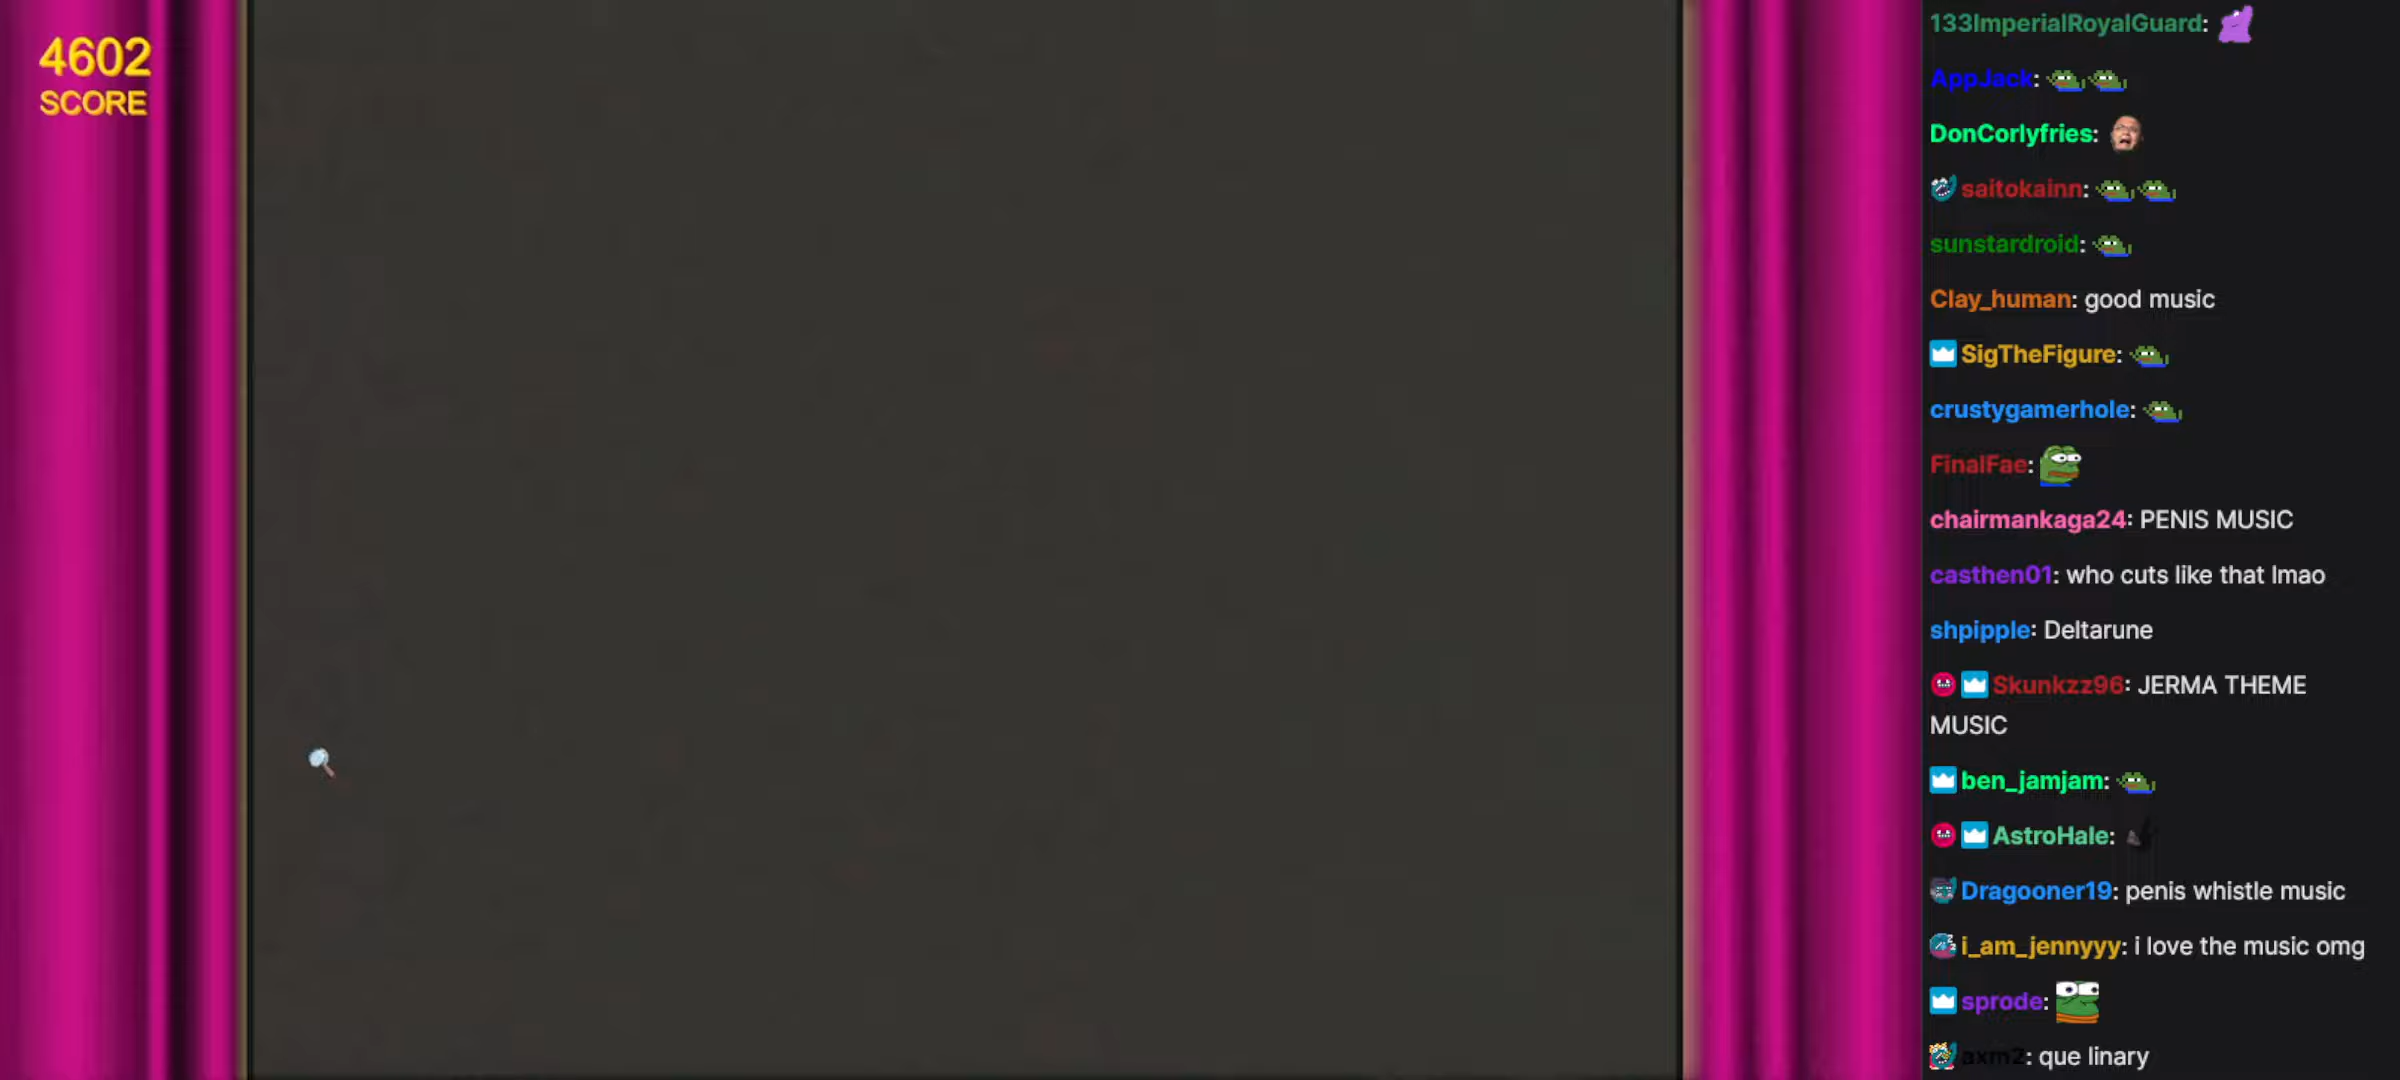 4602
SCORE
133ImperialRoyalGuard:
AppJack:
DonCorlyfries:
saitokainn:
sunstardroid:
Clay_human: good music
SigTheFigure:
crustygamerhole:
FinalFae:
chairmankaga24: PENIS MUSIC
casthen01: who cuts like that lmao
shpipple: Deltarune
Skunkzz96: JERMA THEME
MUSIC
ben_jamjam:
AstroHale:
Dragooner19: penis whistle music
i_am_jennyyy: i love the music omg
sprode:
axm2: que linary